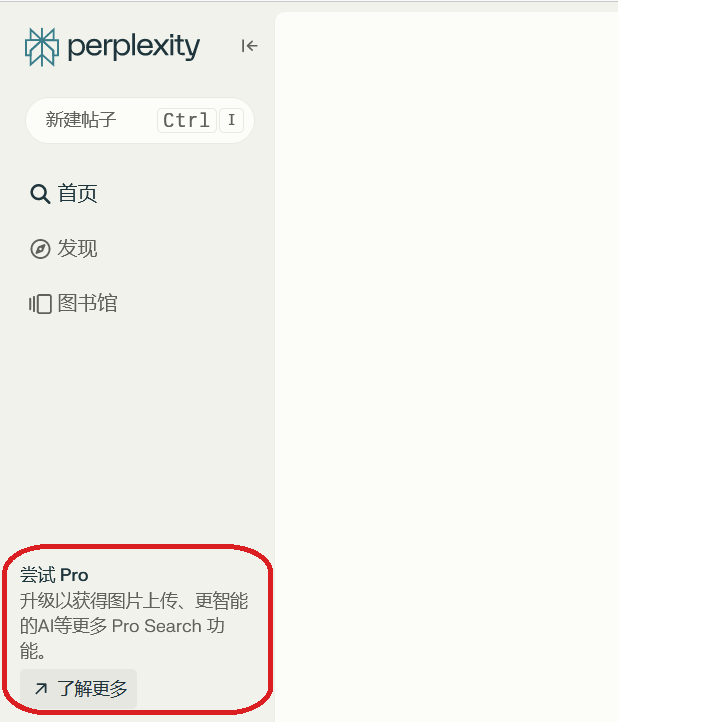 perplexity
新建帖子 Ctrl I
首页
发现
图书馆
尝试 Pro
升级以获得图片上传、更智能
的AI等更多 Pro Search 功
能。
了解更多